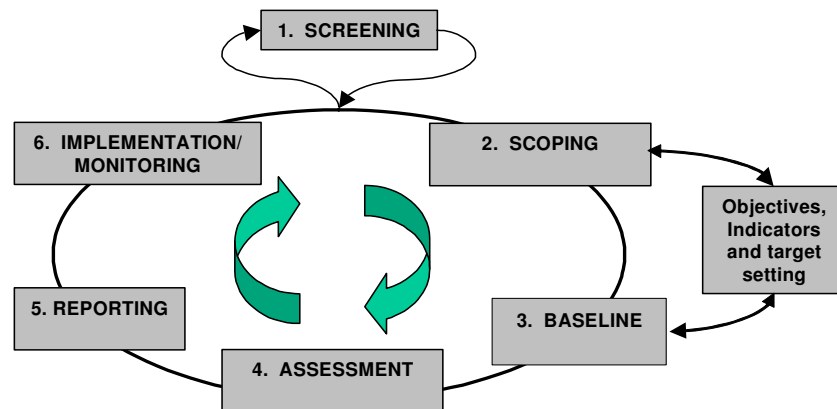 1. SCREENING
2. SCOPING
Objectives,
Indicators
and target
setting
3. BASELINE
4. ASSESSMENT
5. REPORTING
6. IMPLEMENTATION/
MONITORING